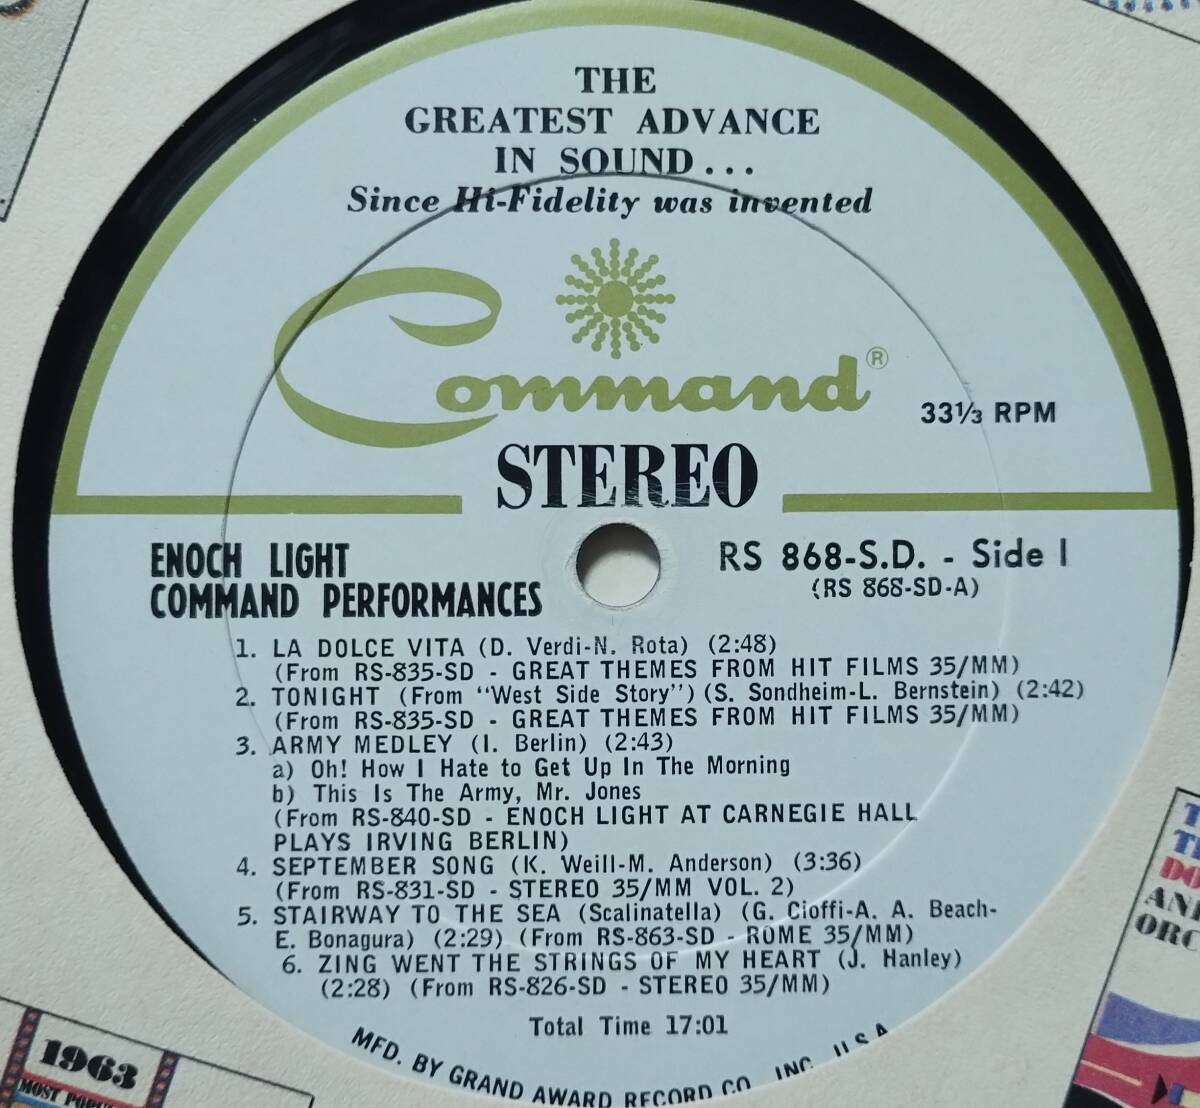 THE
GREATEST ADVANCE
IN SOUND...
Since Hi-Fidelity was invented
Command®
33⅓ RPM
STEREO
ENOCH LIGHT
COMMAND PERFORMANCES
RS 868-S.D. - Side I
(RS 868-SD-A)
1. LA DOLCE VITA (D. Verdi-N. Rota) (2:48)
(From RS-835-SD - GREAT THEMES FROM HIT FILMS 35/MM)
2. TONIGHT (From "West Side Story") (S. Sondheim-L. Bernstein) (2:42)
(From RS-835-SD - GREAT THEMES FROM HIT FILMS 35/MM)
3. ARMY MEDLEY (I. Berlin) (2:43)
a) Oh! How I Hate to Get Up In The Morning
b) This Is The Army, Mr. Jones
(From RS-840-SD - ENOCH LIGHT AT CARNEGIE HALL
PLAYS IRVING BERLIN)
4. SEPTEMBER SONG (K. Weill-M. Anderson) (3:36)
(From RS-831-SD - STEREO 35/MM VOL. 2)
5. STAIRWAY TO THE SEA (Scalinatella) (G. Cioffi-A. A. Beach-
E. Bonagura) (2:29) (From RS-863-SD - ROME 35/MM)
6. ZING WENT THE STRINGS OF MY HEART (J. Hanley)
(2:28) (From RS-826-SD - STEREO 35/MM)
Total Time 17:01
MFD. BY GRAND AWARD RECORD CO. INC. U.S.A.
1963
MOST
AND